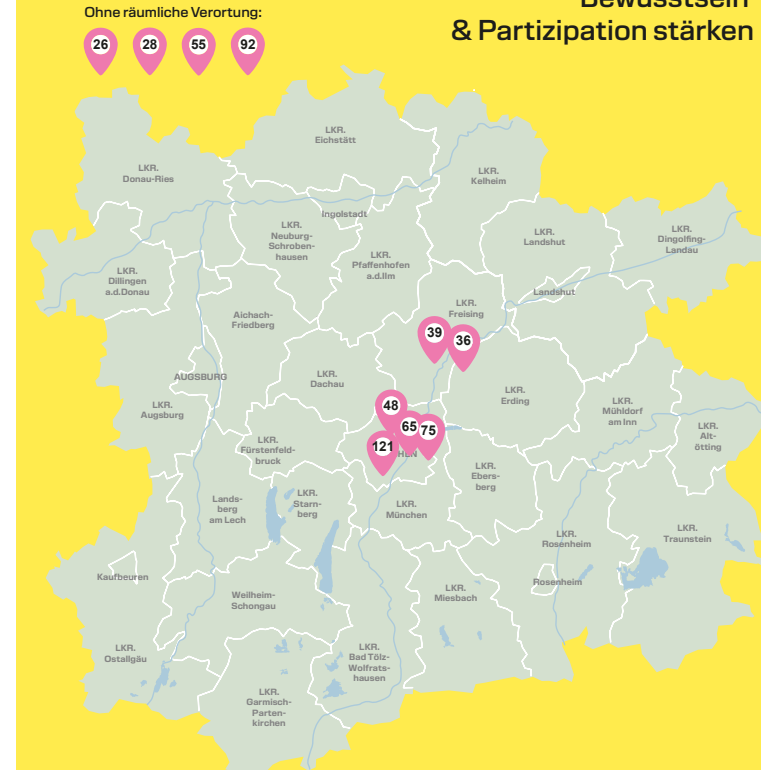 Bewusstsein
& Partizipation stärken
Ohne räumliche Verortung:
26
28
55
92
LKR.
Eichstätt
LKR.
Donau-Ries
LKR.
Kelheim
Ingolstadt
LKR.
Neuburg-
Schroben-
hausen
LKR.
Landshut
LKR.
Dingolfing-
Landau
LKR.
Pfaffenhofen
a.d.Ilm
LKR.
Dillingen
a.d.Donau
Landshut
LKR.
Freising
Aichach-
Friedberg
39
36
AUGSBURG
LKR.
Dachau
LKR.
Erding
LKR.
Augsburg
LKR.
Mühldorf
am Inn
48
65
75
121
HEN
LKR.
Alt-
ötting
LKR.
Fürstenfeld-
bruck
LKR.
Ebers-
berg
Lands-
berg
am Lech
LKR.
Starn-
berg
LKR.
München
LKR.
Rosenheim
LKR.
Traunstein
Kaufbeuren
Rosenheim
Weilheim-
Schongau
LKR.
Miesbach
LKR.
Ostallgäu
LKR.
Bad Tölz-
Wolfrats-
hausen
LKR.
Garmisch-
Parten-
kirchen